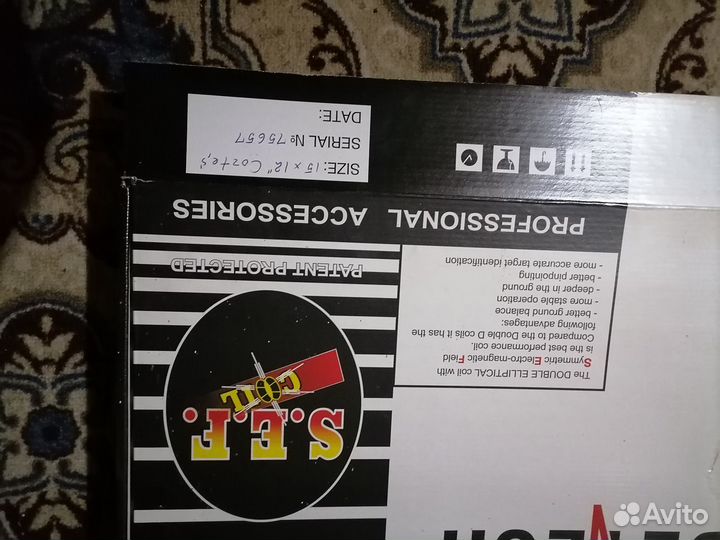 DATE:
SERIAL № 75657
SIZE: 15 x 12" Cortes
PROFESSIONAL ACCESSORIES
PATENT PROTECTED
S.E.F.
COIL
The DOUBLE ELLIPTICAL coil with
Symmetric Electro-magnetic Field
is the best performance coil.
Compared to the Double D coils it has the
following advantages:
- better ground balance
- more stable operation
- deeper in the ground
- better pinpointing
- more accurate target identification
Avito